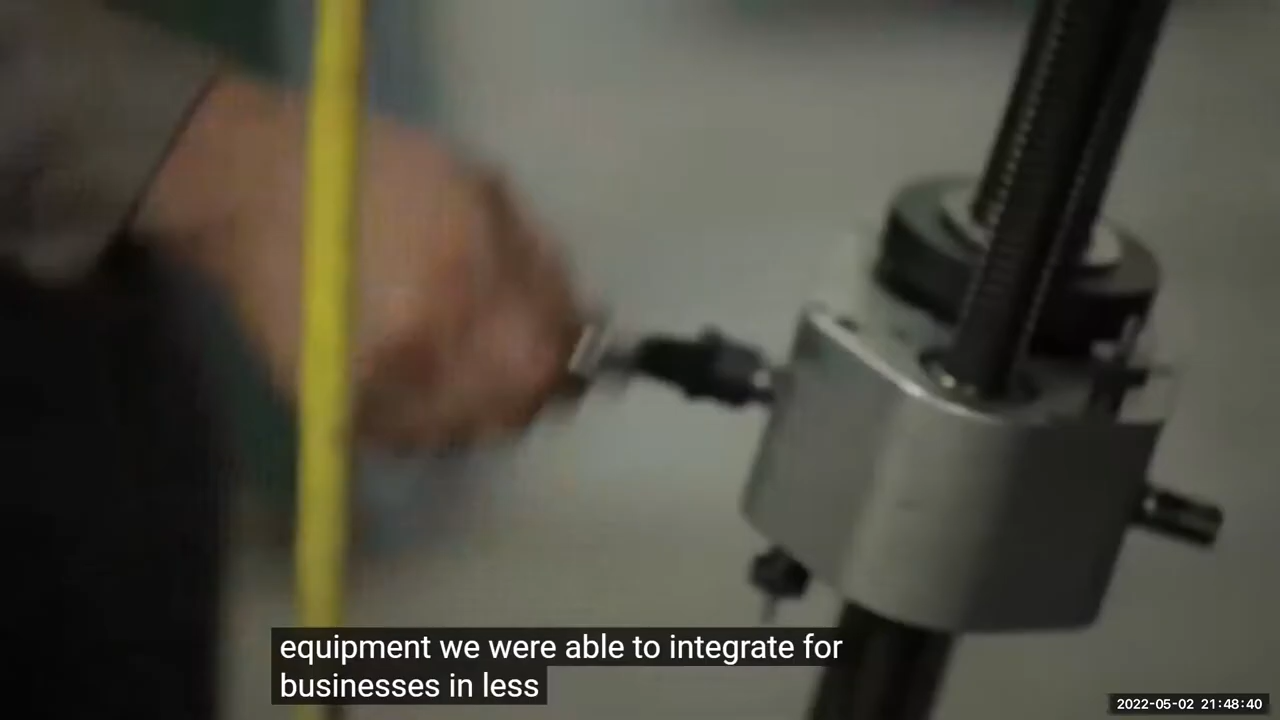 equipment we were able to integrate for
businesses in less
2022-05-02 21:48:40